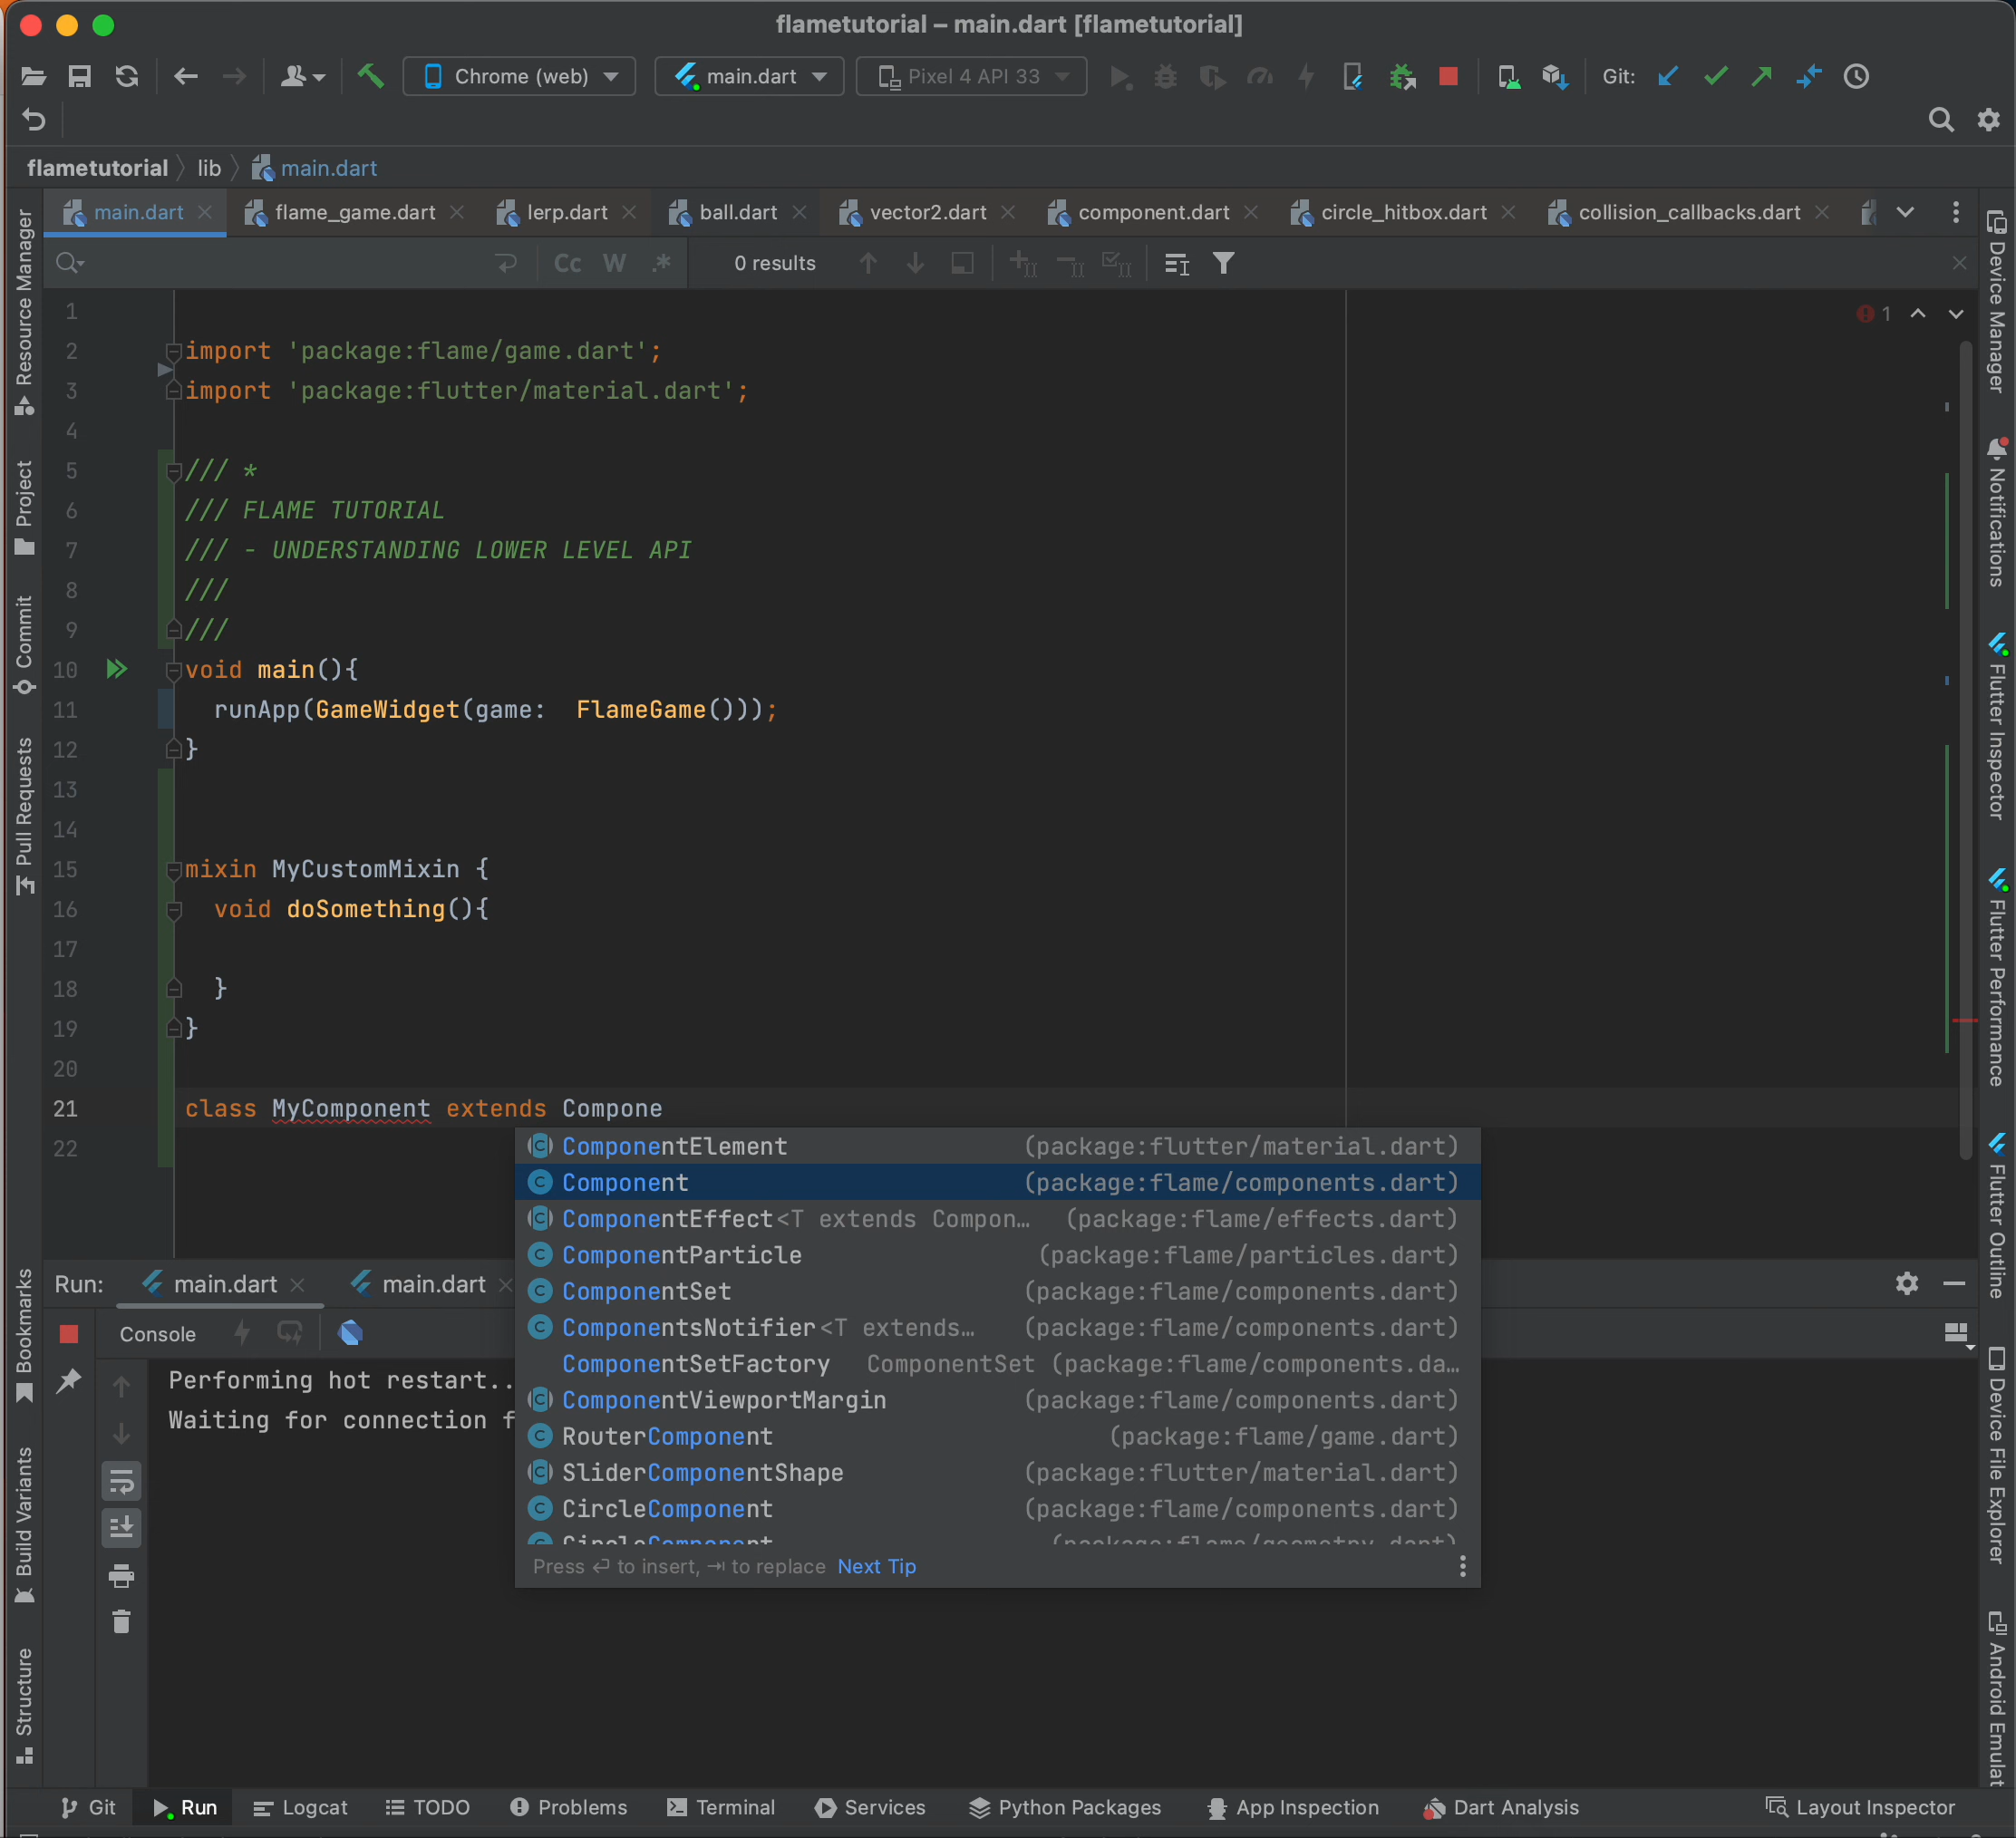 flametutorial – main.dart [flametutorial]
Chrome (web)
main.dart
Pixel 4 API 33
Git:
flametutorial
lib
main.dart
main.dart
flame_game.dart
lerp.dart
ball.dart
vector2.dart
component.dart
circle_hitbox.dart
collision_callbacks.dart
Cc
W
.*
0 results
1
1
2 import 'package:flame/game.dart';
3 import 'package:flutter/material.dart';
4
5 /// *
6 /// FLAME TUTORIAL
7 /// - UNDERSTANDING LOWER LEVEL API
8 ///
9 ///
10 void main(){
11 runApp(GameWidget(game:  FlameGame()));
12 }
13
14
15 mixin MyCustomMixin {
16 void doSomething(){
17
18 }
19 }
20
21 class MyComponent extends Compone
22
ComponentElement (package:flutter/material.dart)
Component (package:flame/components.dart)
ComponentEffect<T extends Compon… (package:flame/effects.dart)
ComponentParticle (package:flame/particles.dart)
ComponentSet (package:flame/components.dart)
ComponentsNotifier<T extends… (package:flame/components.dart)
ComponentSetFactory ComponentSet (package:flame/components.da…
ComponentViewportMargin (package:flame/components.dart)
RouterComponent (package:flame/game.dart)
SliderComponentShape (package:flutter/material.dart)
CircleComponent (package:flame/components.dart)
CircleComponent (package:flame/geometry.dart)
Press ⏎ to insert, ⇥ to replace Next Tip
Run:
main.dart
main.dart
Console
Performing hot restart..
Waiting for connection f
Resource Manager
Project
Commit
Pull Requests
Bookmarks
Build Variants
Structure
Device Manager
Notifications
Flutter Inspector
Flutter Performance
Flutter Outline
Device File Explorer
Android Emulat
Git
Run
Logcat
TODO
Problems
Terminal
Services
Python Packages
App Inspection
Dart Analysis
Layout Inspector